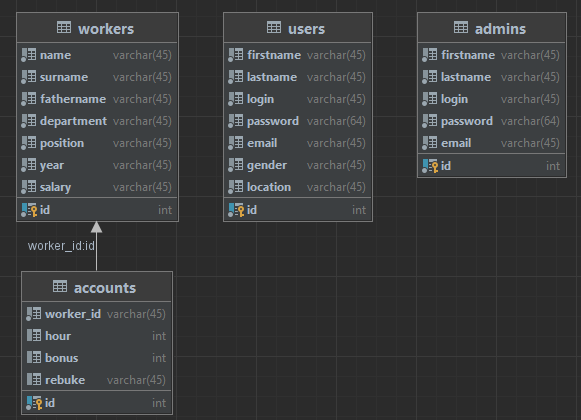 workers
name varchar(45)
surname varchar(45)
fathername varchar(45)
department varchar(45)
position varchar(45)
year varchar(45)
salary varchar(45)
id int
users
firstname varchar(45)
lastname varchar(45)
login varchar(45)
password varchar(64)
email varchar(45)
gender varchar(45)
location varchar(45)
id int
admins
firstname varchar(45)
lastname varchar(45)
login varchar(45)
password varchar(64)
email varchar(45)
id int
worker_id:id
accounts
worker_id varchar(45)
hour int
bonus int
rebuke varchar(45)
id int